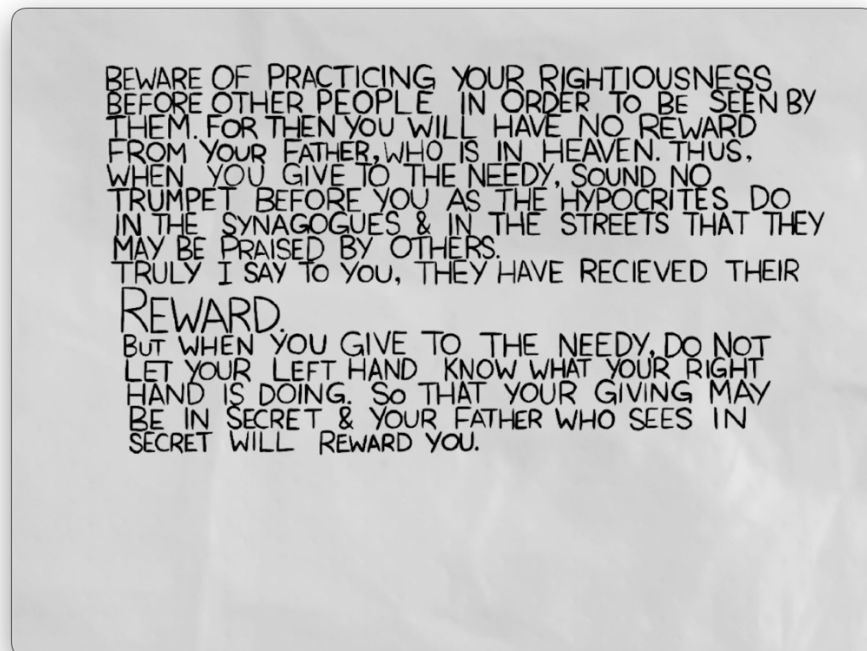 BEWARE OF PRACTICING YOUR RIGHTIOUSNESS
BEFORE OTHER PEOPLE IN ORDER TO BE SEEN BY
THEM. FOR THEN YOU WILL HAVE NO REWARD
FROM YOUR FATHER, WHO IS IN HEAVEN. THUS,
WHEN YOU GIVE TO THE NEEDY, SOUND NO
TRUMPET BEFORE YOU AS THE HYPOCRITES DO
IN THE SYNAGOGUES & IN THE STREETS THAT THEY
MAY BE PRAISED BY OTHERS.
TRULY I SAY TO YOU, THEY HAVE RECIEVED THEIR
REWARD.
BUT WHEN YOU GIVE TO THE NEEDY, DO NOT
LET YOUR LEFT HAND KNOW WHAT YOUR RIGHT
HAND IS DOING. SO THAT YOUR GIVING MAY
BE IN SECRET & YOUR FATHER WHO SEES IN
SECRET WILL REWARD YOU.